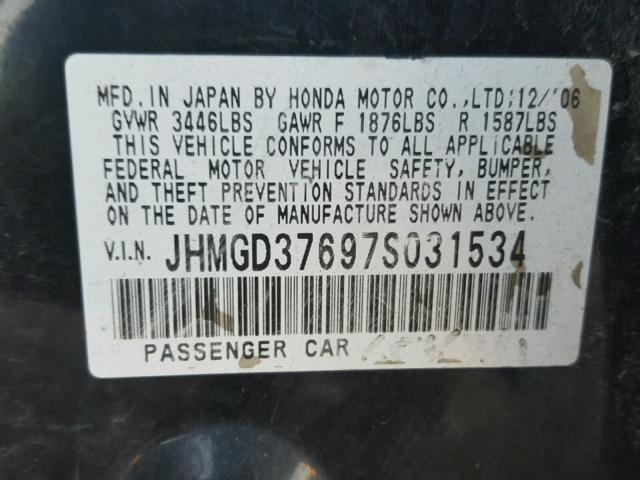 MFD.IN JAPAN BY HONDA MOTOR CO.,LTD:12/'06
GVWR 3446LBS GAWR F 1876LBS R 1587LBS
THIS VEHICLE CONFORMS TO ALL APPLICABLE
FEDERAL MOTOR VEHICLE SAFETY, BUMPER,
AND THEFT PREVENTION STANDARDS IN EFFECT
ON THE DATE OF MANUFACTURE SHOWN ABOVE.
V.I.N. JHMGD37697S031534
PASSENGER CAR